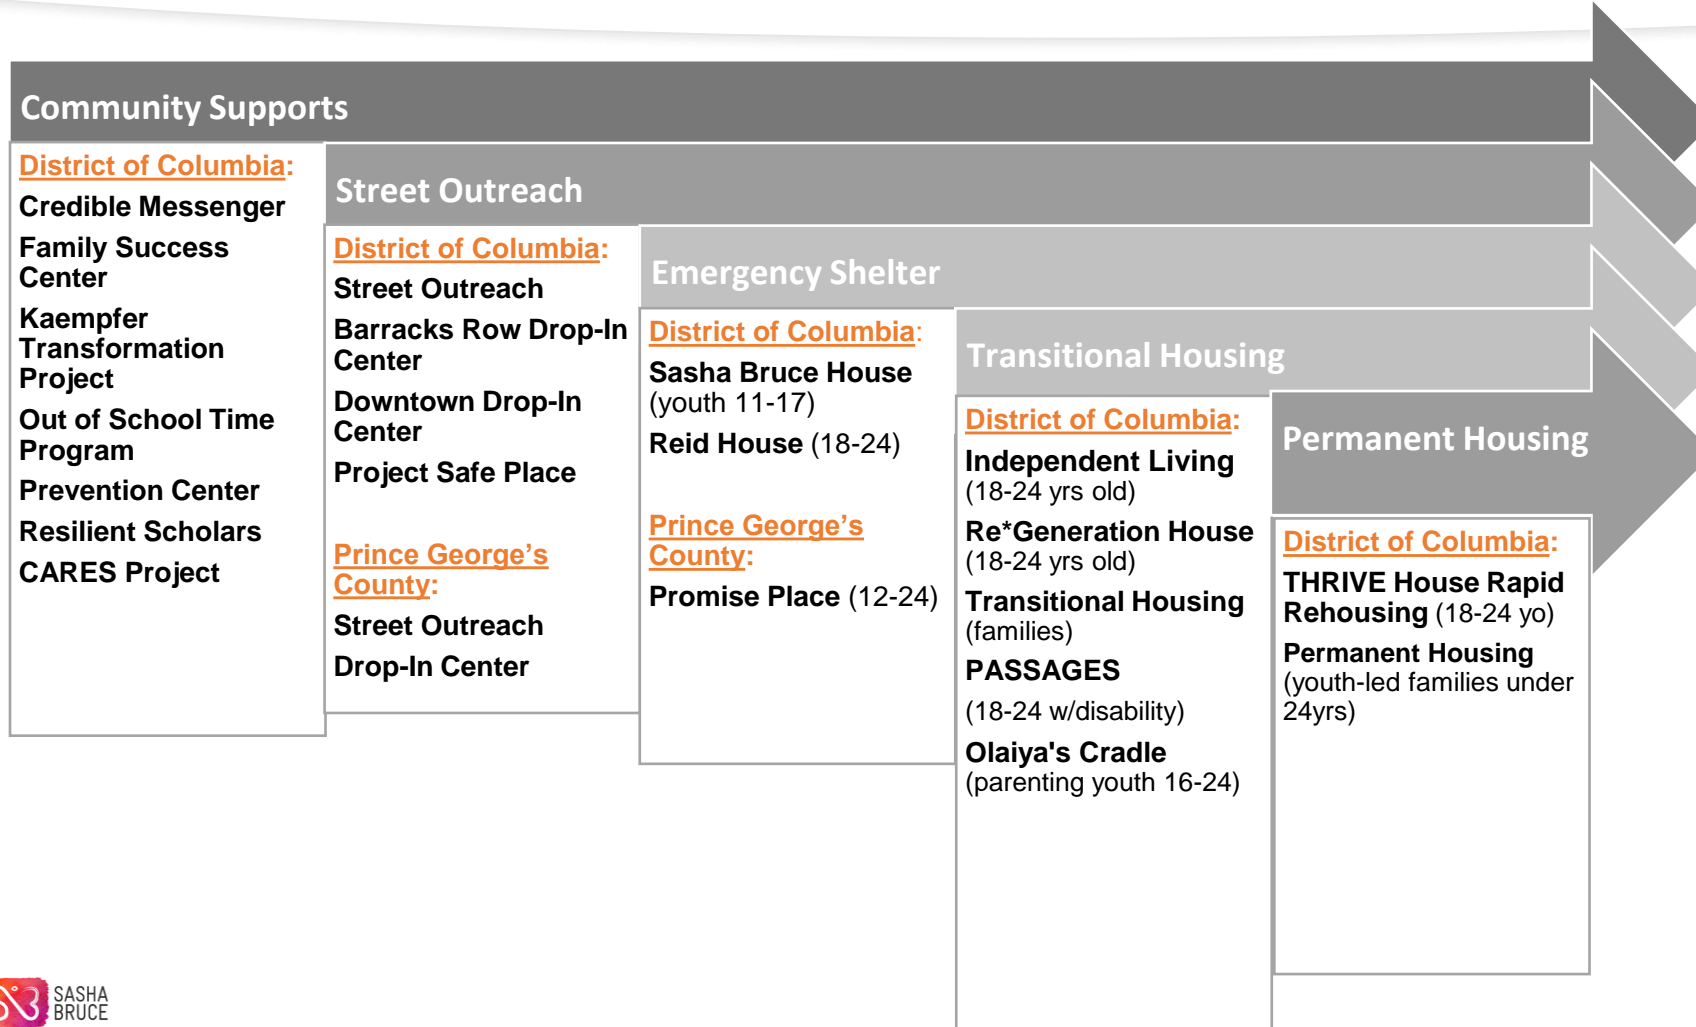 Community Supports
District of Columbia:
Credible Messenger
Family Success
Center
Kaempfer
Transformation
Project
Out of School Time
Program
Prevention Center
Resilient Scholars
CARES Project
Street Outreach
District of Columbia:
Street Outreach
Barracks Row Drop-In
Center
Downtown Drop-In
Center
Project Safe Place
Prince George’s
County:
Street Outreach
Drop-In Center
Emergency Shelter
District of Columbia:
Sasha Bruce House
(youth 11-17)
Reid House (18-24)
Prince George’s
County:
Promise Place (12-24)
Transitional Housing
District of Columbia:
Independent Living
(18-24 yrs old)
Re*Generation House
(18-24 yrs old)
Transitional Housing
(families)
PASSAGES
(18-24 w/disability)
Olaiya's Cradle
(parenting youth 16-24)
Permanent Housing
District of Columbia:
THRIVE House Rapid
Rehousing (18-24 yo)
Permanent Housing
(youth-led families under
24yrs)
SASHA
BRUCE